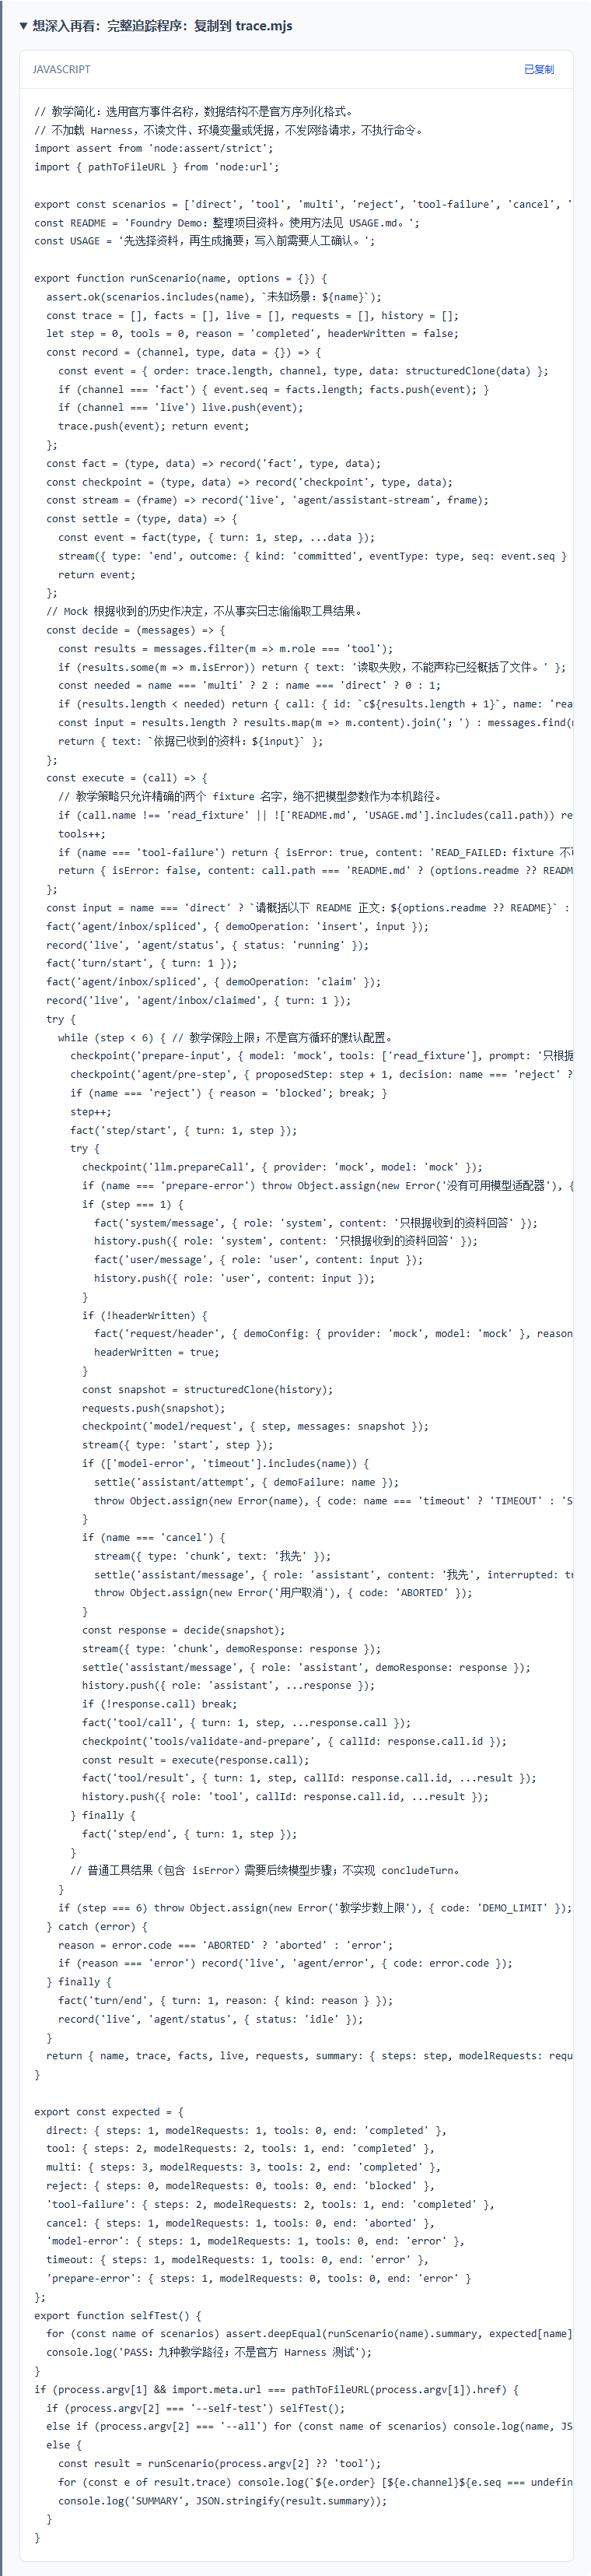 ▼ 想深入再看：完整追踪程序：复制到 trace.mjs
JAVASCRIPT
已复制
// 教学简化：选用官方事件名称，数据结构不是官方序列化格式。
// 不加载 Harness，不读文件、环境变量或凭据，不发网络请求，不执行命令。
import assert from 'node:assert/strict';
import { pathToFileURL } from 'node:url';
export const scenarios = ['direct', 'tool', 'multi', 'reject', 'tool-failure', 'cancel', '
const README = 'Foundry Demo：整理项目资料。使用方法见 USAGE.md。';
const USAGE = '先选择资料，再生成摘要；写入前需要人工确认。';
export function runScenario(name, options = {}) {
  assert.ok(scenarios.includes(name), `未知场景：${name}`);
  const trace = [], facts = [], live = [], requests = [], history = [];
  let step = 0, tools = 0, reason = 'completed', headerWritten = false;
  const record = (channel, type, data = {}) => {
    const event = { order: trace.length, channel, type, data: structuredClone(data) };
    if (channel === 'fact') { event.seq = facts.length; facts.push(event); }
    if (channel === 'live') live.push(event);
    trace.push(event); return event;
  };
  const fact = (type, data) => record('fact', type, data);
  const checkpoint = (type, data) => record('checkpoint', type, data);
  const stream = (frame) => record('live', 'agent/assistant-stream', frame);
  const settle = (type, data) => {
    const event = fact(type, { turn: 1, step, ...data });
    stream({ type: 'end', outcome: { kind: 'committed', eventType: type, seq: event.seq }
    return event;
  };
  // Mock 根据收到的历史作决定，不从事实日志偷偷取工具结果。
  const decide = (messages) => {
    const results = messages.filter(m => m.role === 'tool');
    if (results.some(m => m.isError)) return { text: '读取失败，不能声称已经概括了文件。' };
    const needed = name === 'multi' ? 2 : name === 'direct' ? 0 : 1;
    if (results.length < needed) return { call: { id: `c${results.length + 1}`, name: 'rea
    const input = results.length ? results.map(m => m.content).join('；') : messages.find(
    return { text: `依据已收到的资料：${input}` };
  };
  const execute = (call) => {
    // 教学策略只允许精确的两个 fixture 名字，绝不把模型参数作为本机路径。
    if (call.name !== 'read_fixture' || !['README.md', 'USAGE.md'].includes(call.path)) re
    tools++;
    if (name === 'tool-failure') return { isError: true, content: 'READ_FAILED：fixture 不
    return { isError: false, content: call.path === 'README.md' ? (options.readme ?? READM
  };
  const input = name === 'direct' ? `请概括以下 README 正文：${options.readme ?? README}` :
  fact('agent/inbox/spliced', { demoOperation: 'insert', input });
  record('live', 'agent/status', { status: 'running' });
  fact('turn/start', { turn: 1 });
  fact('agent/inbox/spliced', { demoOperation: 'claim' });
  record('live', 'agent/inbox/claimed', { turn: 1 });
  try {
    while (step < 6) { // 教学保险上限；不是官方循环的默认配置。
      checkpoint('prepare-input', { model: 'mock', tools: ['read_fixture'], prompt: '只根据
      checkpoint('agent/pre-step', { proposedStep: step + 1, decision: name === 'reject' ?
      if (name === 'reject') { reason = 'blocked'; break; }
      step++;
      fact('step/start', { turn: 1, step });
      try {
        checkpoint('llm.prepareCall', { provider: 'mock', model: 'mock' });
        if (name === 'prepare-error') throw Object.assign(new Error('没有可用模型适配器'), {
        if (step === 1) {
          fact('system/message', { role: 'system', content: '只根据收到的资料回答' });
          history.push({ role: 'system', content: '只根据收到的资料回答' });
          fact('user/message', { role: 'user', content: input });
          history.push({ role: 'user', content: input });
        }
        if (!headerWritten) {
          fact('request/header', { demoConfig: { provider: 'mock', model: 'mock' }, reason
          headerWritten = true;
        }
        const snapshot = structuredClone(history);
        requests.push(snapshot);
        checkpoint('model/request', { step, messages: snapshot });
        stream({ type: 'start', step });
        if (['model-error', 'timeout'].includes(name)) {
          settle('assistant/attempt', { demoFailure: name });
          throw Object.assign(new Error(name), { code: name === 'timeout' ? 'TIMEOUT' : 'S
        }
        if (name === 'cancel') {
          stream({ type: 'chunk', text: '我先' });
          settle('assistant/message', { role: 'assistant', content: '我先', interrupted: tr
          throw Object.assign(new Error('用户取消'), { code: 'ABORTED' });
        }
        const response = decide(snapshot);
        stream({ type: 'chunk', demoResponse: response });
        settle('assistant/message', { role: 'assistant', demoResponse: response });
        history.push({ role: 'assistant', ...response });
        if (!response.call) break;
        fact('tool/call', { turn: 1, step, ...response.call });
        checkpoint('tools/validate-and-prepare', { callId: response.call.id });
        const result = execute(response.call);
        fact('tool/result', { turn: 1, step, callId: response.call.id, ...result });
        history.push({ role: 'tool', callId: response.call.id, ...result });
      } finally {
        fact('step/end', { turn: 1, step });
      }
      // 普通工具结果（包含 isError）需要后续模型步骤；不实现 concludeTurn。
    }
    if (step === 6) throw Object.assign(new Error('教学步数上限'), { code: 'DEMO_LIMIT' });
  } catch (error) {
    reason = error.code === 'ABORTED' ? 'aborted' : 'error';
    if (reason === 'error') record('live', 'agent/error', { code: error.code });
  } finally {
    fact('turn/end', { turn: 1, reason: { kind: reason } });
    record('live', 'agent/status', { status: 'idle' });
  }
  return { name, trace, facts, live, requests, summary: { steps: step, modelRequests: requ
}
export const expected = {
  direct: { steps: 1, modelRequests: 1, tools: 0, end: 'completed' },
  tool: { steps: 2, modelRequests: 2, tools: 1, end: 'completed' },
  multi: { steps: 3, modelRequests: 3, tools: 2, end: 'completed' },
  reject: { steps: 0, modelRequests: 0, tools: 0, end: 'blocked' },
  'tool-failure': { steps: 2, modelRequests: 2, tools: 1, end: 'completed' },
  cancel: { steps: 1, modelRequests: 1, tools: 0, end: 'aborted' },
  'model-error': { steps: 1, modelRequests: 1, tools: 0, end: 'error' },
  timeout: { steps: 1, modelRequests: 1, tools: 0, end: 'error' },
  'prepare-error': { steps: 1, modelRequests: 0, tools: 0, end: 'error' }
};
export function selfTest() {
  for (const name of scenarios) assert.deepEqual(runScenario(name).summary, expected[name]
  console.log('PASS：九种教学路径；不是官方 Harness 测试');
}
if (process.argv[1] && import.meta.url === pathToFileURL(process.argv[1]).href) {
  if (process.argv[2] === '--self-test') selfTest();
  else if (process.argv[2] === '--all') for (const name of scenarios) console.log(name, JS
  else {
    const result = runScenario(process.argv[2] ?? 'tool');
    for (const e of result.trace) console.log(`${e.order} [${e.channel}${e.seq === undefin
    console.log('SUMMARY', JSON.stringify(result.summary));
  }
}